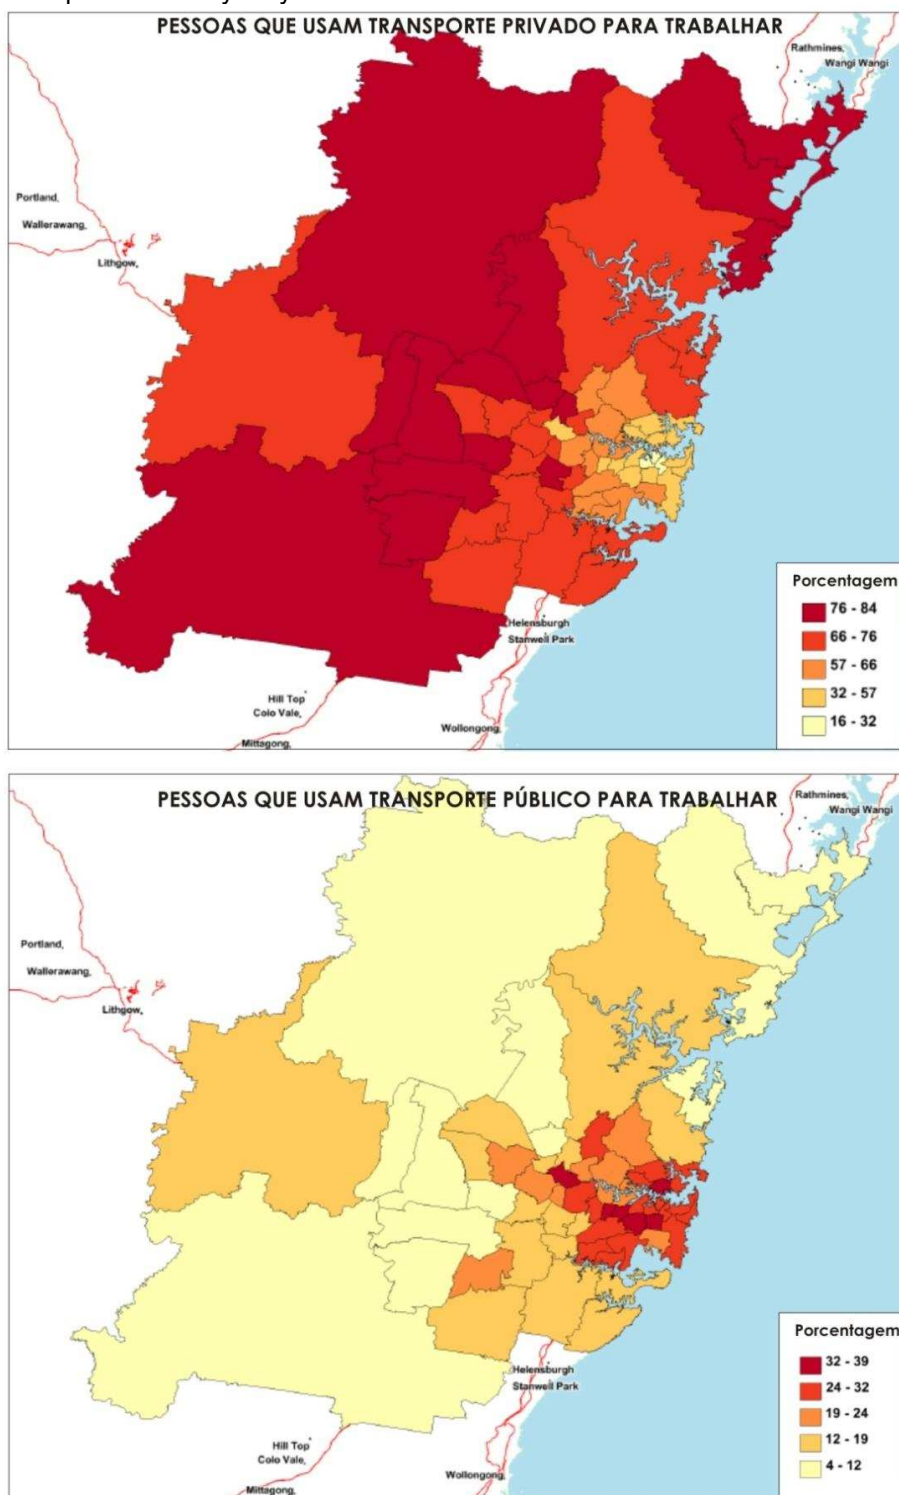 PESSOAS QUE USAM TRANSPORTE PRIVADO PARA TRABALHAR
Rathmines,
Wangi Wangi
Portland,
Wallerawang,
Lithgow,
Porcentagem
76 - 84
66 - 76
57 - 66
32 - 57
16 - 32
Helensburgh
Stanwell Park
Hill Top
Colo Vale,
Mittagong,
Wollongong,
PESSOAS QUE USAM TRANSPORTE PÚBLICO PARA TRABALHAR
Rathmines,
Wangi Wangi
Portland,
Wallerawang,
Lithgow,
Porcentagem
32 - 39
24 - 32
19 - 24
12 - 19
4 - 12
Helensburgh
Stanwell Park
Hill Top
Colo Vale,
Mittagong,
Wollongong,